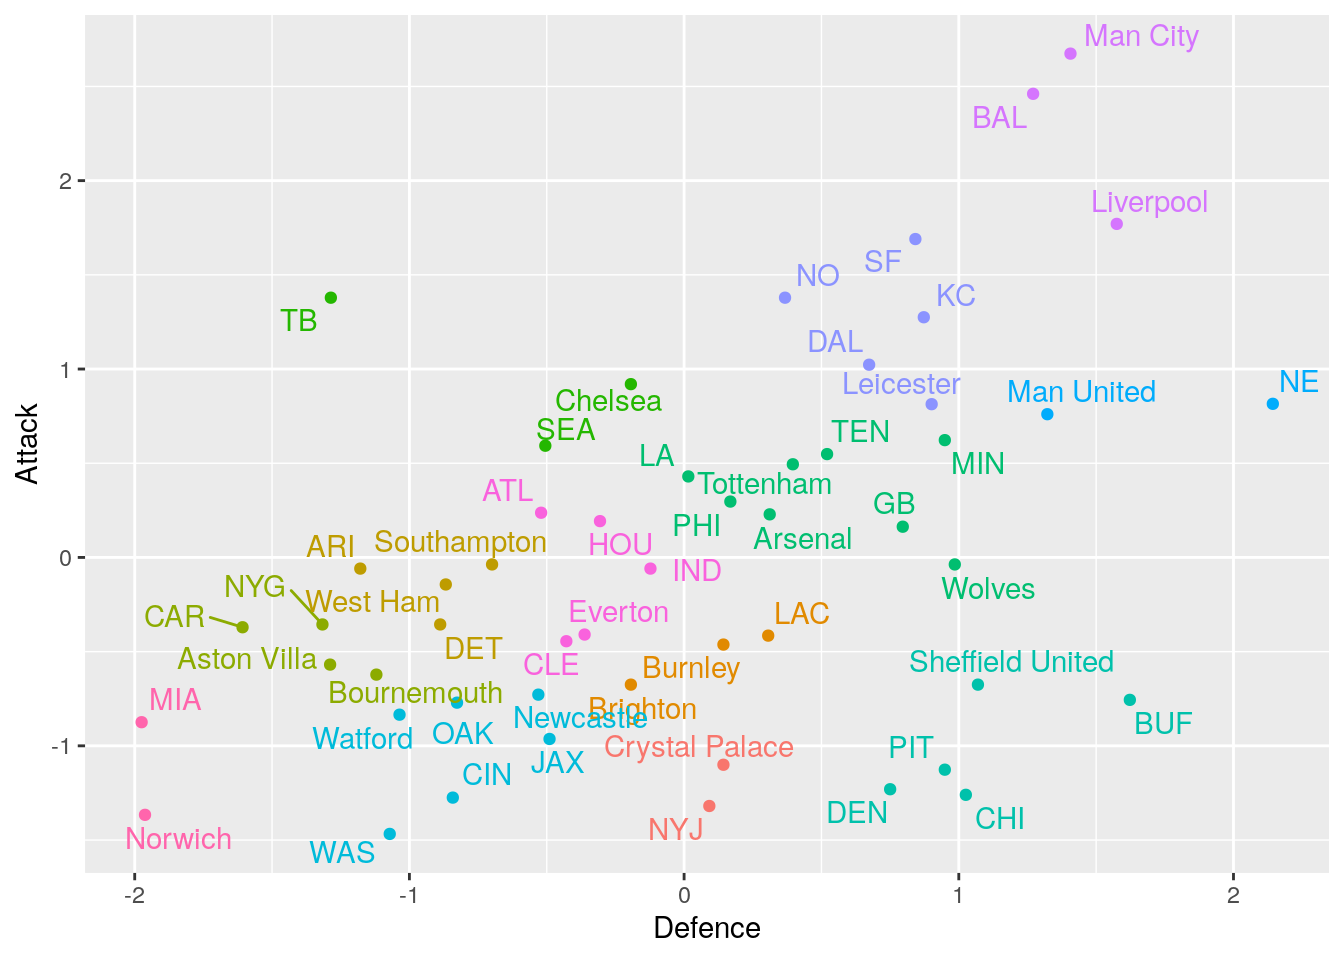 Man City
BAL
2
Liverpool
SF
NO
KC
TB
DAL
1
Leicester
Man United
NE
Chelsea
SEA
TEN
LA
MIN
Tottenham
Attack
ATL
GB
PHI
Arsenal
ARI
Southampton
HOU
0
IND
NYG
West Ham
Wolves
CAR
Everton
LAC
DET
Aston Villa
CLE
Burnley
Sheffield United
MIA
Bournemouth
Brighton
Newcastle
BUF
Watford
OAK
-1
Crystal Palace
PIT
JAX
CIN
DEN
CHI
NYJ
Norwich
WAS
-2
-1
0
1
2
Defence